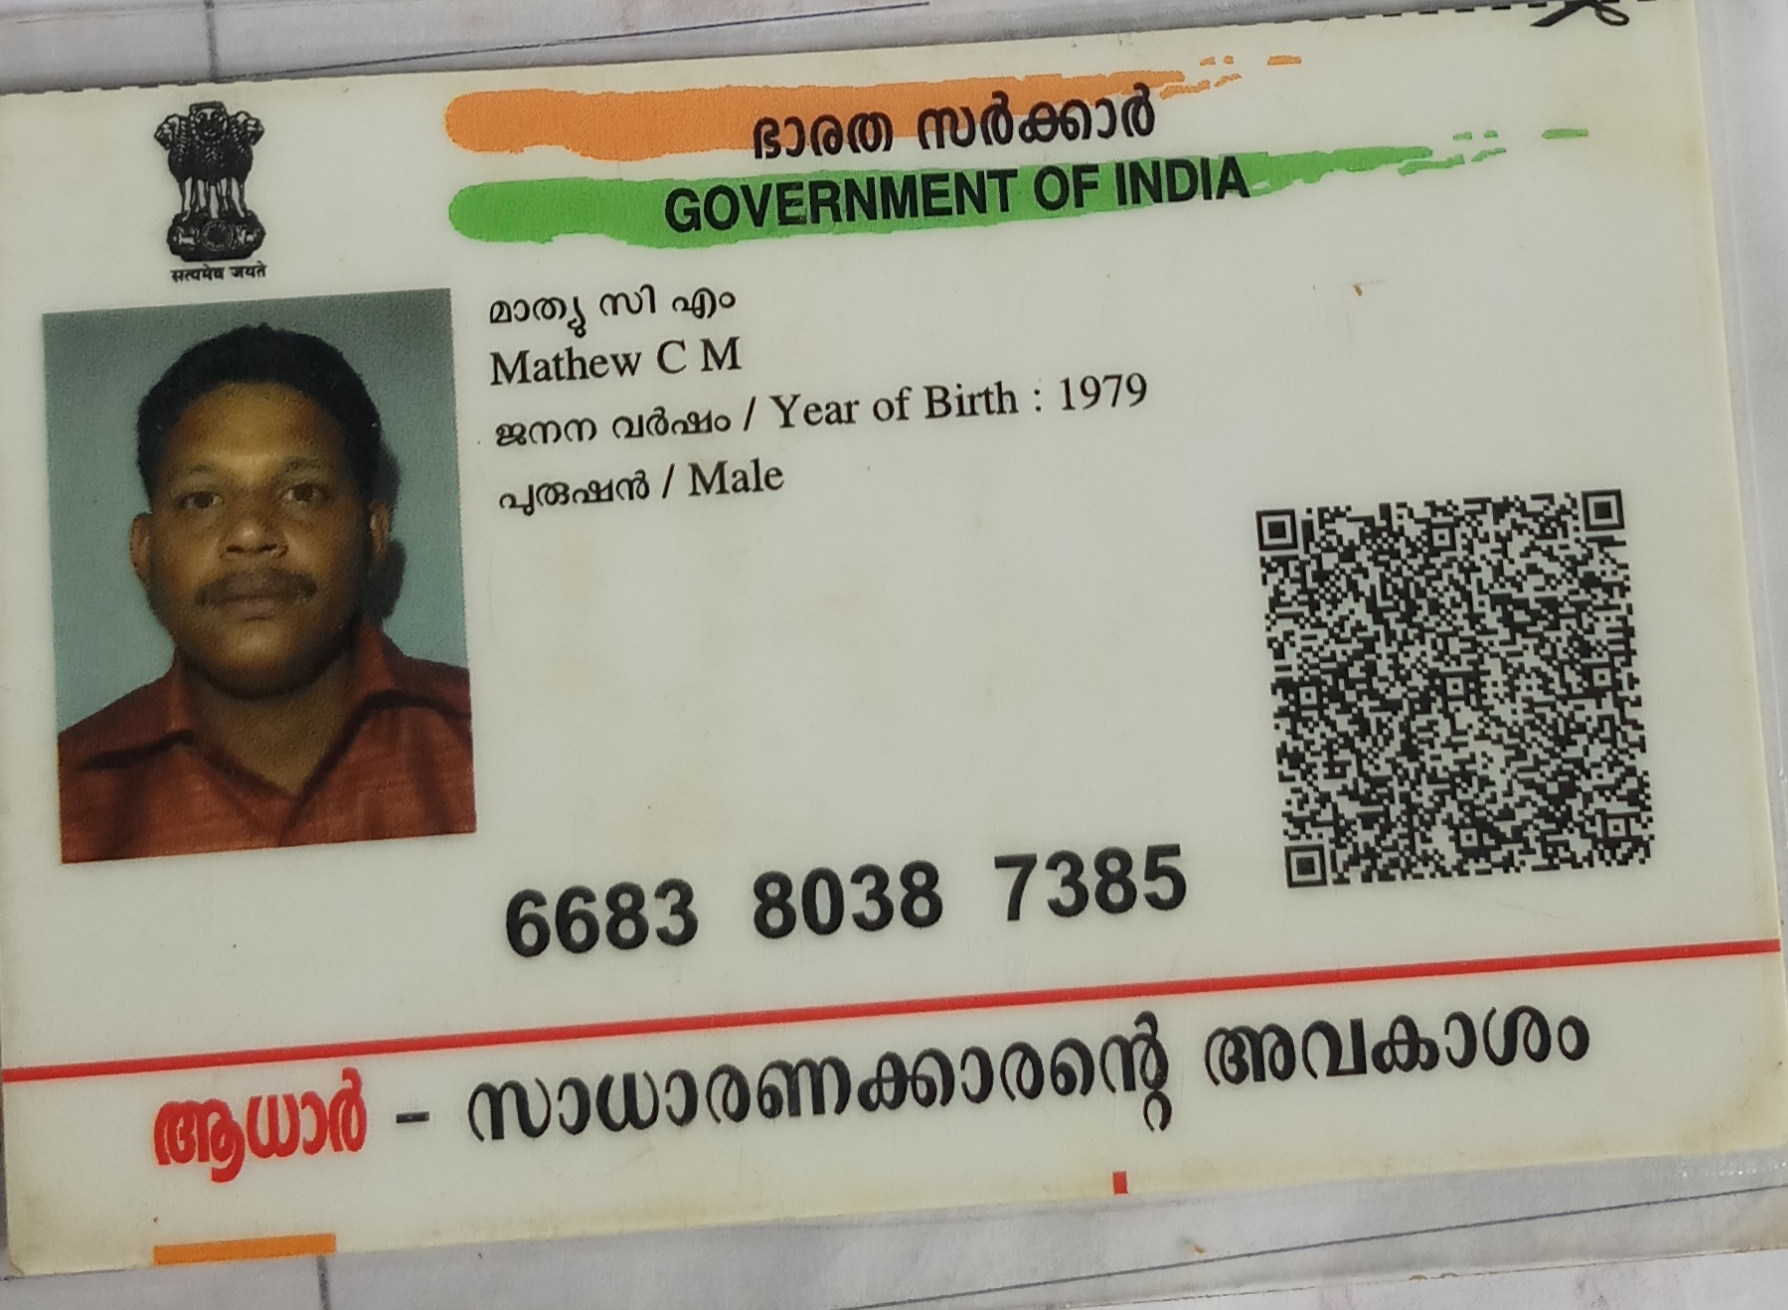 ഭാരത സർക്കാർ
GOVERNMENT OF INDIA
सत्यमेव जयते
മാത്യു സി എം
Mathew C M
ജനന വർഷം / Year of Birth : 1979
പുരുഷൻ / Male
6683 8038 7385
ആധാർ - സാധാരണക്കാരന്റെ അവകാശം